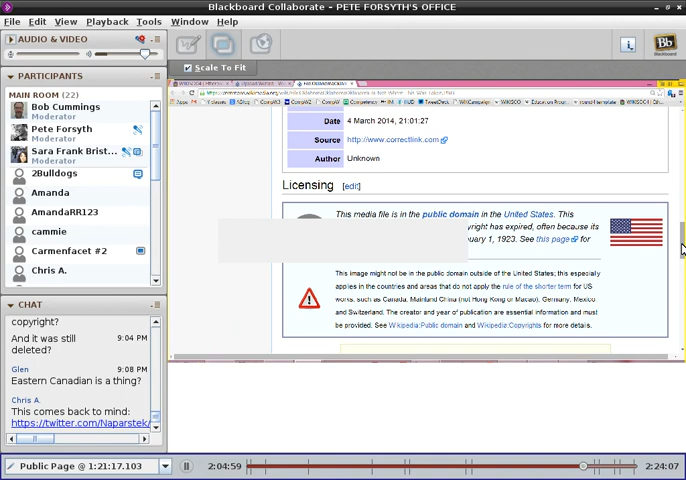 Blackboard Collaborate – PETE FORSYTH'S OFFICE
File Edit View Playback Tools Window Help
AUDIO & VIDEO
PARTICIPANTS
MAIN ROOM (22)
Bob Cummings
Moderator
Pete Forsyth
Moderator
Sara Frank Brist...
Moderator
2Bulldogs
Amanda
AmandaRR123
cammie
Carmenfacet #2
Chris A.
CHAT
copyright?
And it was still 9:04 PM
deleted?
Glen 9:08 PM
Eastern Canadian is a thing?
Chris A.
This comes back to mind:
https://twitter.com/Naparstek/
Scale To Fit
Date 4 March 2014, 21:01:27
Source http://www.correctlink.com
Author Unknown
Licensing [edit]
This media file is in the public domain in the United States. This
yright has expired, often because its
uary 1, 1923. See this page for
This image might not be in the public domain outside of the United States; this especially
applies in the countries and areas that do not apply the rule of the shorter term for US
works, such as Canada, Mainland China (not Hong Kong or Macao), Germany, Mexico
and Switzerland. The creator and year of publication are essential information and must
be provided. See Wikipedia:Public domain and Wikipedia:Copyrights for more details.
Bb
Public Page @ 1:21:17.103
2:04:59
2:24:07